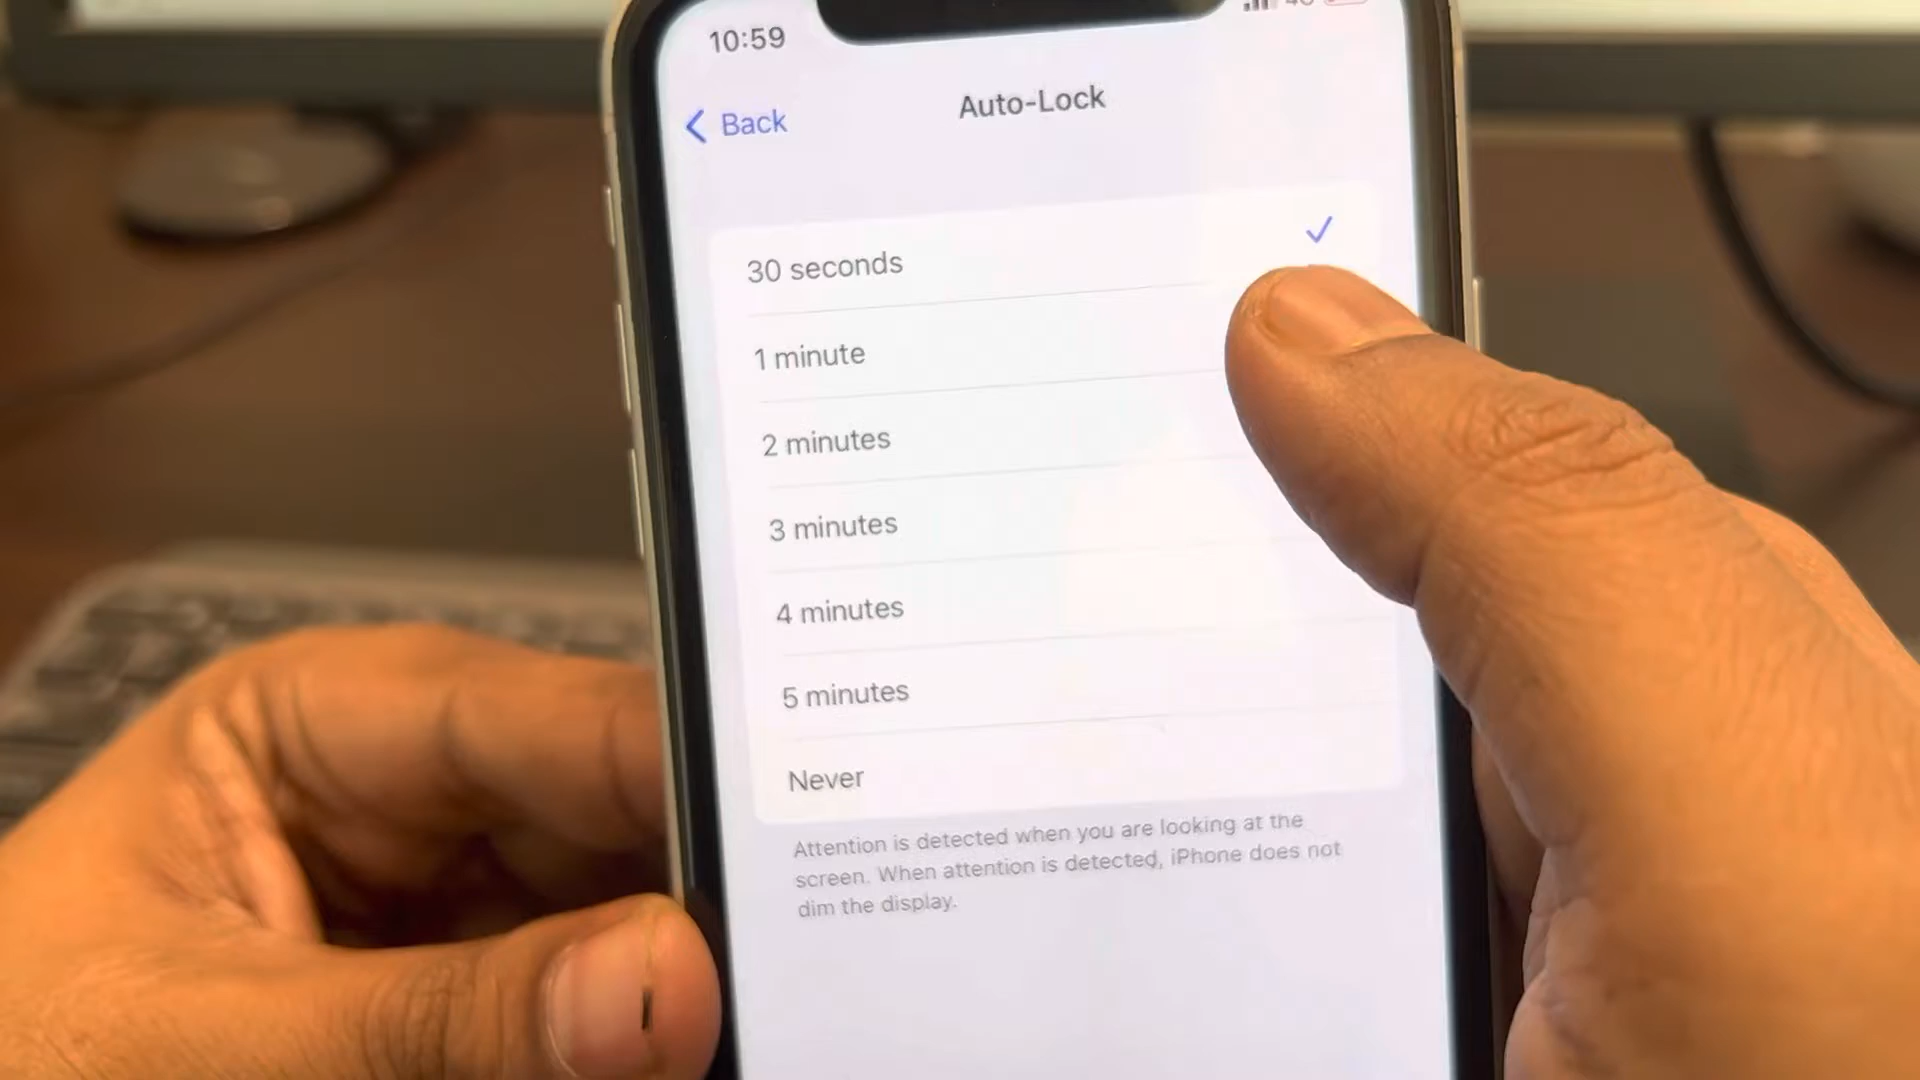 10:59
Back
Auto-Lock
30 seconds
1 minute
2 minutes
3 minutes
4 minutes
5 minutes
Never
Attention is detected when you are looking at the
screen. When attention is detected, iPhone does not
dim the display.